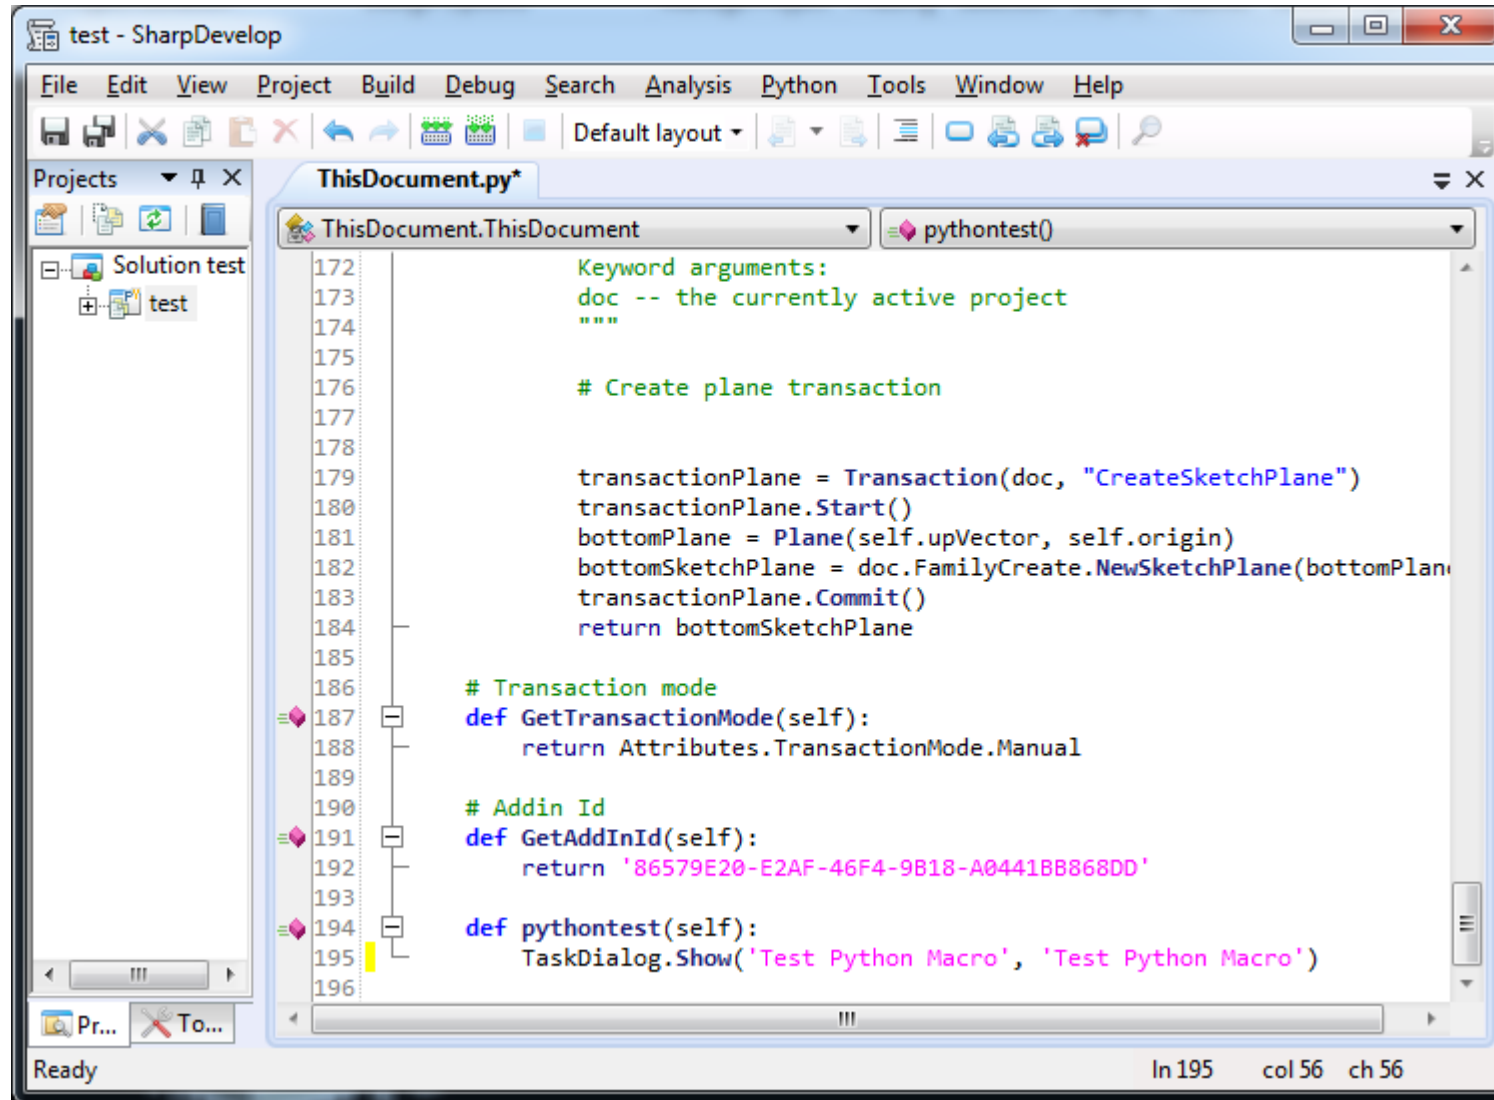 test - SharpDevelop
File Edit View Project Build Debug Search Analysis Python Tools Window Help
Default layout
Projects
ThisDocument.py*
ThisDocument.ThisDocument
pythontest()
Solution test
test
172 Keyword arguments:
173 doc -- the currently active project
174 """
175
176 # Create plane transaction
177
178
179 transactionPlane = Transaction(doc, "CreateSketchPlane")
180 transactionPlane.Start()
181 bottomPlane = Plane(self.upVector, self.origin)
182 bottomSketchPlane = doc.FamilyCreate.NewSketchPlane(bottomPlan
183 transactionPlane.Commit()
184 return bottomSketchPlane
185
186 # Transaction mode
187 def GetTransactionMode(self):
188 return Attributes.TransactionMode.Manual
189
190 # Addin Id
191 def GetAddInId(self):
192 return '86579E20-E2AF-46F4-9B18-A0441BB868DD'
193
194 def pythontest(self):
195 TaskDialog.Show('Test Python Macro', 'Test Python Macro')
196
Pr... To...
Ready
ln 195 col 56 ch 56